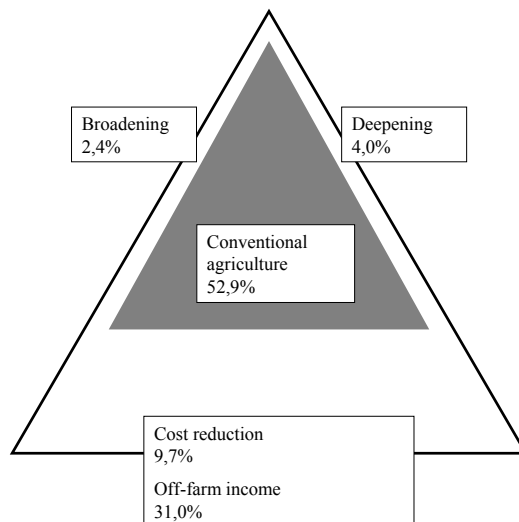 Broadening
2,4%
Deepening
4,0%
Conventional
agriculture
52,9%
Cost reduction
9,7%
Off-farm income
31,0%